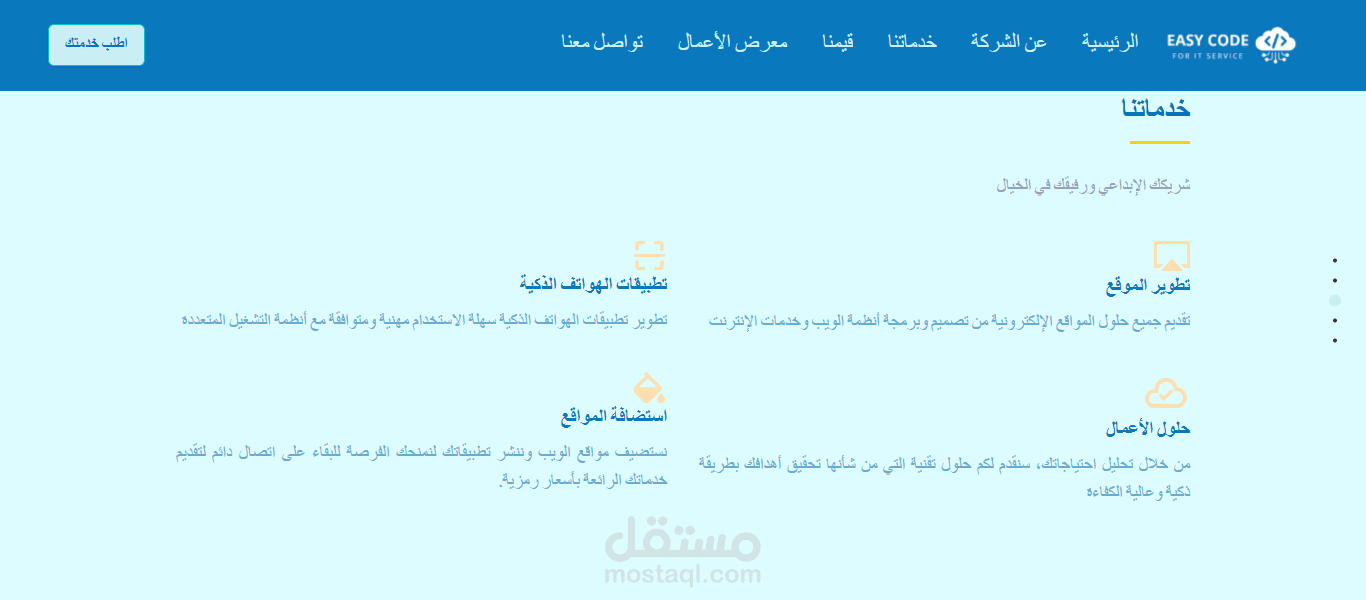 EASY CODE
FOR IT SERVICE
الرئيسية
عن الشركة
خدماتنا
قيمنا
معرض الأعمال
تواصل معنا
اطلب خدمتك
خدماتنا
شريكك الإبداعي ورفيقك في الخيال
تطوير الموقع
تقديم جميع حلول المواقع الإلكترونية من تصميم وبرمجة أنظمة الويب وخدمات الإنترنت
تطبيقات الهواتف الذكية
تطوير تطبيقات الهواتف الذكية سهلة الاستخدام مهنية ومتوافقة مع أنظمة التشغيل المتعددة
حلول الأعمال
من خلال تحليل احتياجاتك، سنقدم لكم حلول تقنية التي من شأنها تحقيق أهدافك بطريقة
ذكية وعالية الكفاءة
استضافة المواقع
نستضيف مواقع الويب وننشر تطبيقاتك لنمنحك الفرصة للبقاء على اتصال دائم لتقديم
خدماتك الرائعة بأسعار رمزية.
مستقل
mostaql.com